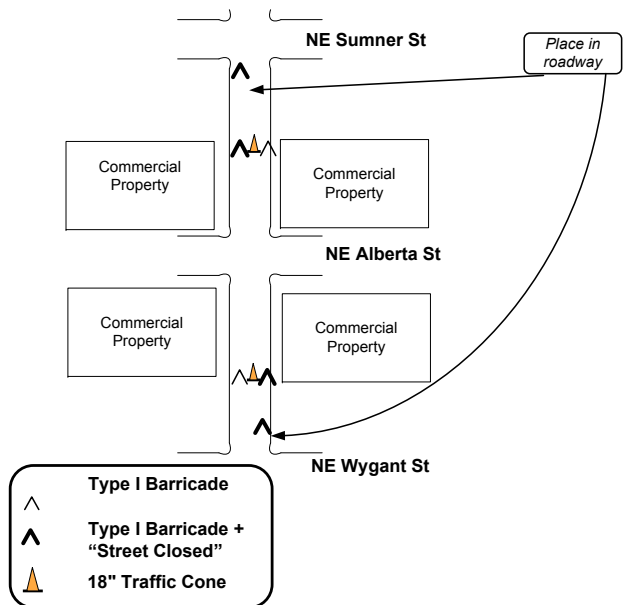 NE Sumner St
Place in
roadway
Commercial
Property
Commercial
Property
NE Alberta St
Commercial
Property
Commercial
Property
NE Wygant St
Type I Barricade
Type I Barricade +
“Street Closed”
18" Traffic Cone